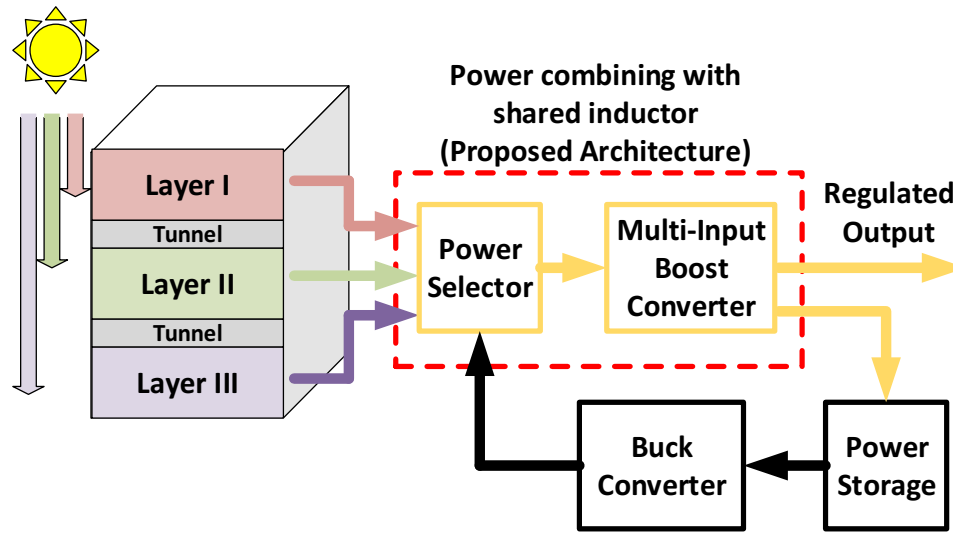 Power combining with
shared inductor
(Proposed Architecture)
Layer I
Tunnel
Layer II
Tunnel
Layer III
Power
Selector
Multi-Input
Boost
Converter
Regulated
Output
Buck
Converter
Power
Storage